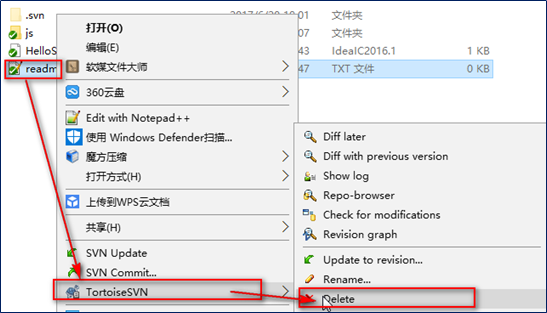 .svn
2017/6/20 19:01
文件夹
js
07
文件夹
HelloS
43
IdeaIC2016.1
1 KB
readm
47
TXT 文件
0 KB
打开(O)
编辑(E)
软媒文件大师
360云盘
Edit with Notepad++
使用 Windows Defender扫描...
魔方压缩
打开方式(H)
上传到WPS云文档
共享(H)
SVN Update
SVN Commit...
TortoiseSVN
Diff later
Diff with previous version
Show log
Repo-browser
Check for modifications
Revision graph
Update to revision...
Rename...
Delete